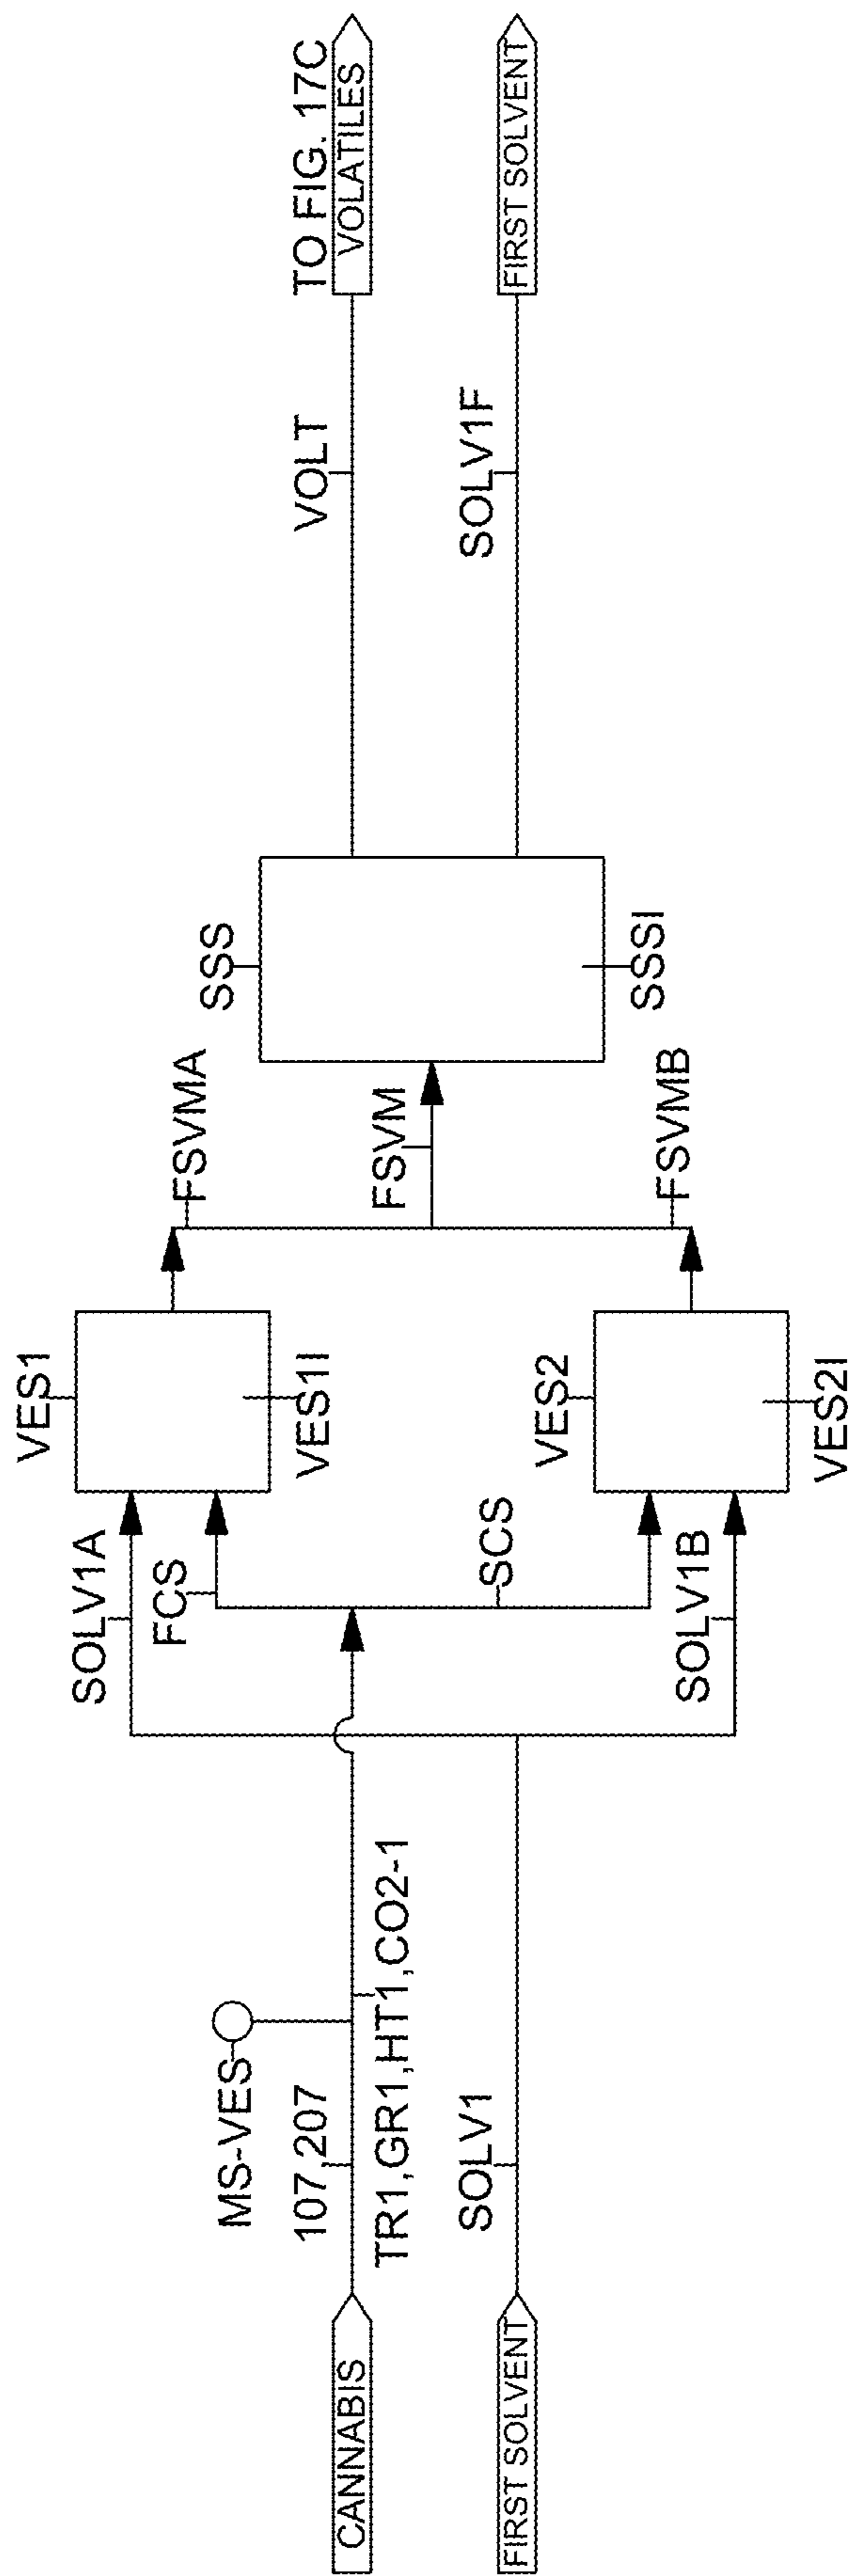 CANNABIS
107,207
MS-VES
TR1,GR1,HT1,CO2-1
FIRST SOLVENT
SOLV1
SOLV1A
FCS
SCS
SOLV1B
VES1
VES1I
VES2
VES2I
FSVMA
FSVM
FSVMB
SSS
SSSI
VOLT
SOLV1F
TO FIG. 17C
VOLATILES
FIRST SOLVENT